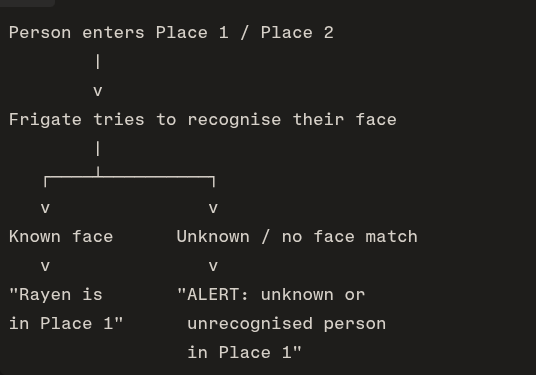 Person enters Place 1 / Place 2
|
v
Frigate tries to recognise their face
|
┌────┴──────────┐
v v
Known face Unknown / no face match
v v
"Rayen is "ALERT: unknown or
in Place 1" unrecognised person
in Place 1"